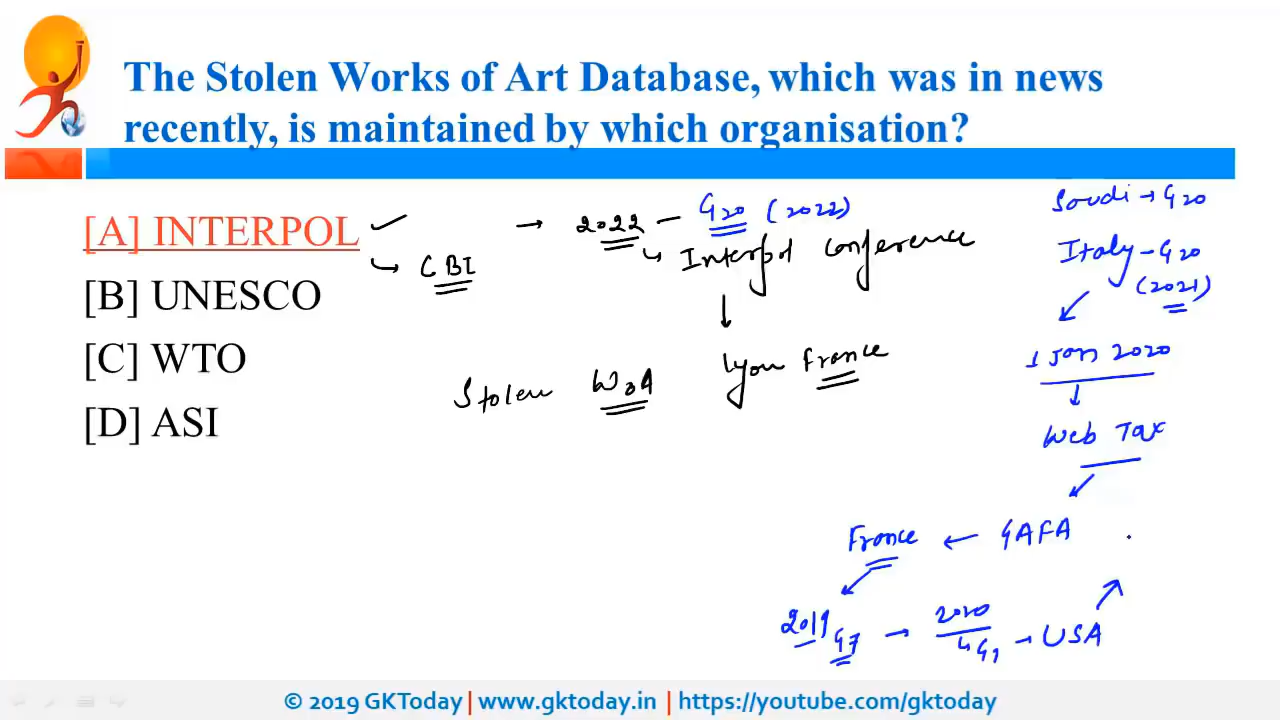 The Stolen Works of Art Database, which was in news
recently, is maintained by which organisation?
[A] INTERPOL
[B] UNESCO
[C] WTO
[D] ASI
→ CBI
→ 2022 — G20 (2022)
↳ Interpol conference
↓
Lyon France
Stolen WOA
Saudi → G20
Italy - G20
(2021)
1 Jan 2020
↓
Web Tax
France ← GAFA
2019 G7 → 2020 ↳ G7 → USA
© 2019 GKToday | www.gktoday.in | https://youtube.com/gktoday